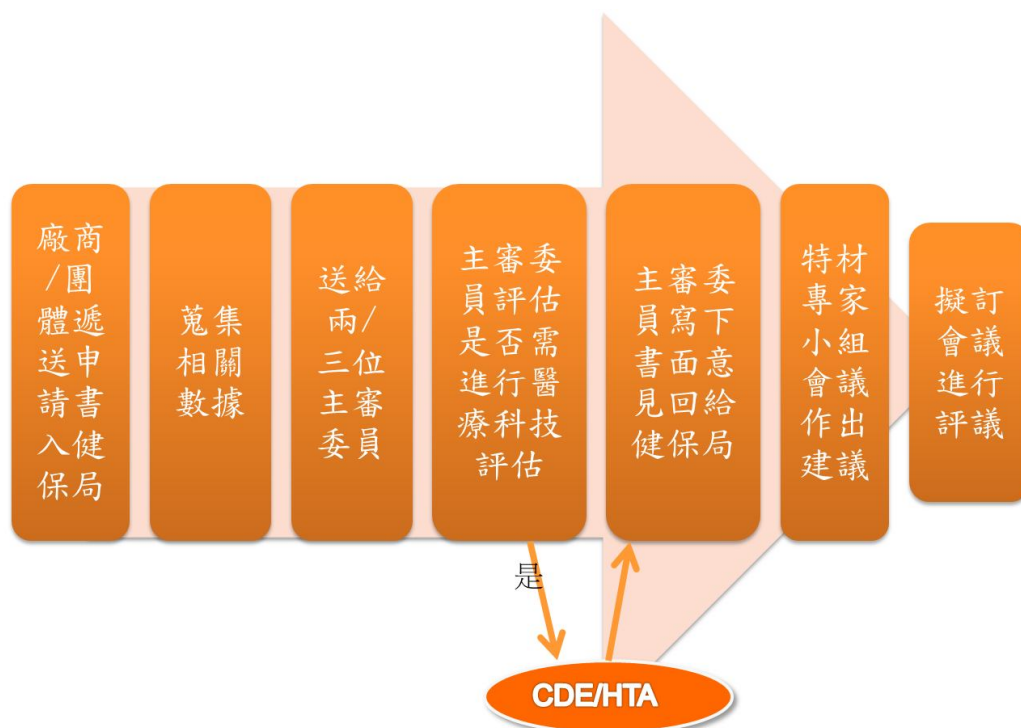 廠商
/團
體遞
送申
請書
入健
保局
蒐集
相關
數據
送給
兩/
三位
主審
委員
主審委
員評估
是否需
進行醫
療科技
評估
主審委
員寫下
書面意
見回給
健保局
特材
專家
小組
會議
作出
建議
擬訂
會議
進行
評議
是
CDE/HTA